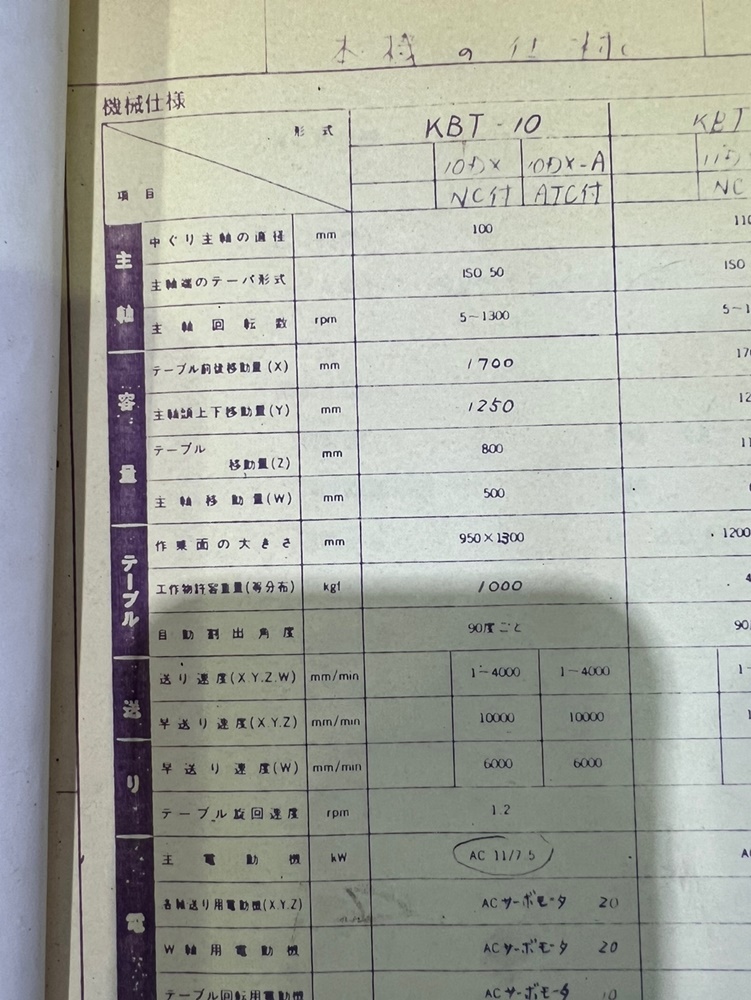 機械仕様
形式 KBT-10
項目 10DX 10DX-A
NC付 ATC付 NC
主軸 中ぐり主軸の直径 mm 100
主軸端のテーパ形式 ISO 50 ISO
主軸回転数 rpm 5~1300
容量 テーブル前後移動量(X) mm 1700
主軸頭上下移動量(Y) mm 1250
テーブル
移動量(Z) mm 800
主軸移動量(W) mm 500
テーブル 作業面の大きさ mm 950×1300 1200
工作物許容重量(等分布) kgf 1000
自動割出角度 90度ごと
送り 送り速度(X.Y.Z.W) mm/min 1~4000 1~4000
早送り速度(X.Y.Z) mm/min 10000 10000
早送り速度(W) mm/min 6000 6000
テーブル旋回速度 rpm 1.2
電 主電動機 kW AC 11/7.5
各軸送り用電動機(X.Y.Z) ACサーボモータ 20
W軸用電動機 ACサーボモータ 20
テーブル回転用電動機 ACサーボモータ 10